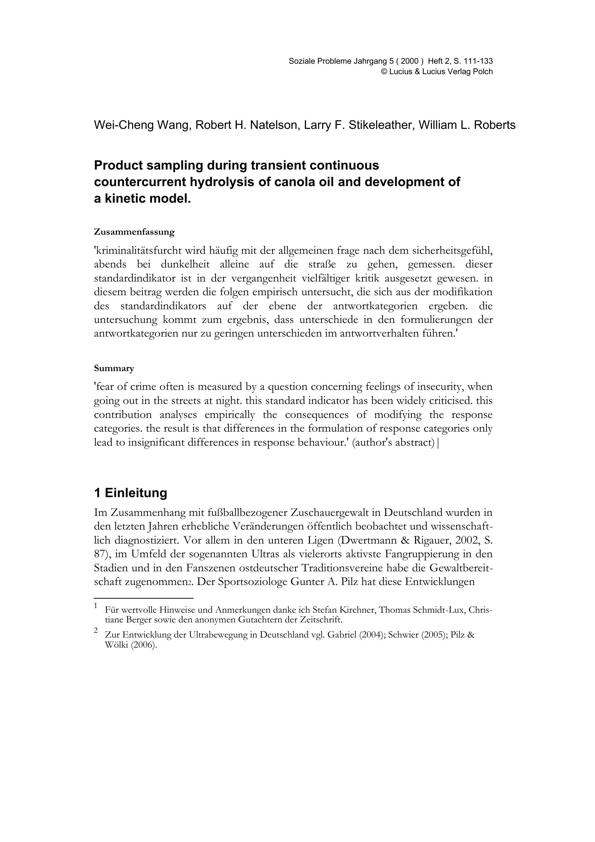 Soziale Probleme Jahrgang 5 ( 2000 ) Heft 2, S. 111-133
© Lucius & Lucius Verlag Polch
Wei-Cheng Wang, Robert H. Natelson, Larry F. Stikeleather, William L. Roberts
Product sampling during transient continuous
countercurrent hydrolysis of canola oil and development of
a kinetic model.
Zusammenfassung
'kriminalitätsfurcht wird häufig mit der allgemeinen frage nach dem sicherheitsgefühl,
abends bei dunkelheit alleine auf die straße zu gehen, gemessen. dieser
standardindikator ist in der vergangenheit vielfältiger kritik ausgesetzt gewesen. in
diesem beitrag werden die folgen empirisch untersucht, die sich aus der modifikation
des standardindikators auf der ebene der antwortkategorien ergeben. die
untersuchung kommt zum ergebnis, dass unterschiede in den formulierungen der
antwortkategorien nur zu geringen unterschieden im antwortverhalten führen.'
Summary
'fear of crime often is measured by a question concerning feelings of insecurity, when
going out in the streets at night. this standard indicator has been widely criticised. this
contribution analyses empirically the consequences of modifying the response
categories. the result is that differences in the formulation of response categories only
lead to insignificant differences in response behaviour.' (author's abstract)|
1 Einleitung
Im Zusammenhang mit fußballbezogener Zuschauergewalt in Deutschland wurden in
den letzten Jahren erhebliche Veränderungen öffentlich beobachtet und wissenschaft-
lich diagnostiziert. Vor allem in den unteren Ligen (Dwertmann & Rigauer, 2002, S.
87), im Umfeld der sogenannten Ultras als vielerorts aktivste Fangruppierung in den
Stadien und in den Fanszenen ostdeutscher Traditionsvereine habe die Gewaltbereit-
schaft zugenommen2. Der Sportsoziologe Gunter A. Pilz hat diese Entwicklungen
1 Für wertvolle Hinweise und Anmerkungen danke ich Stefan Kirchner, Thomas Schmidt-Lux, Chris-
tiane Berger sowie den anonymen Gutachtern der Zeitschrift.
2 Zur Entwicklung der Ultrabewegung in Deutschland vgl. Gabriel (2004); Schwier (2005); Pilz &
Wölki (2006).